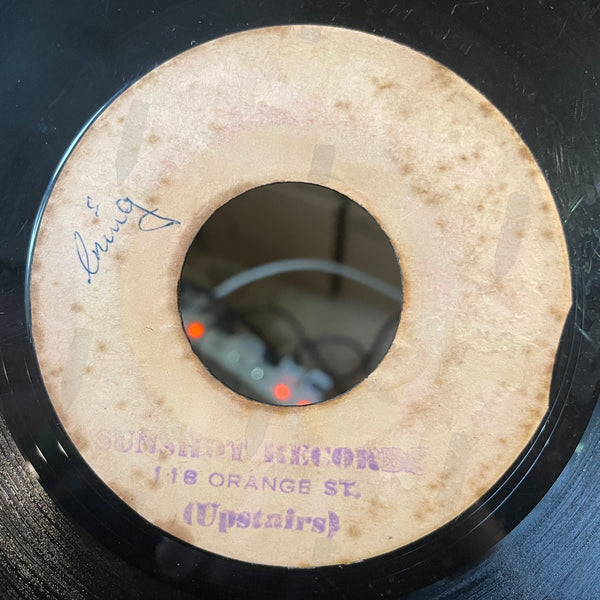 SUNSHOT RECORDS
118 ORANGE ST.
(Upstairs)